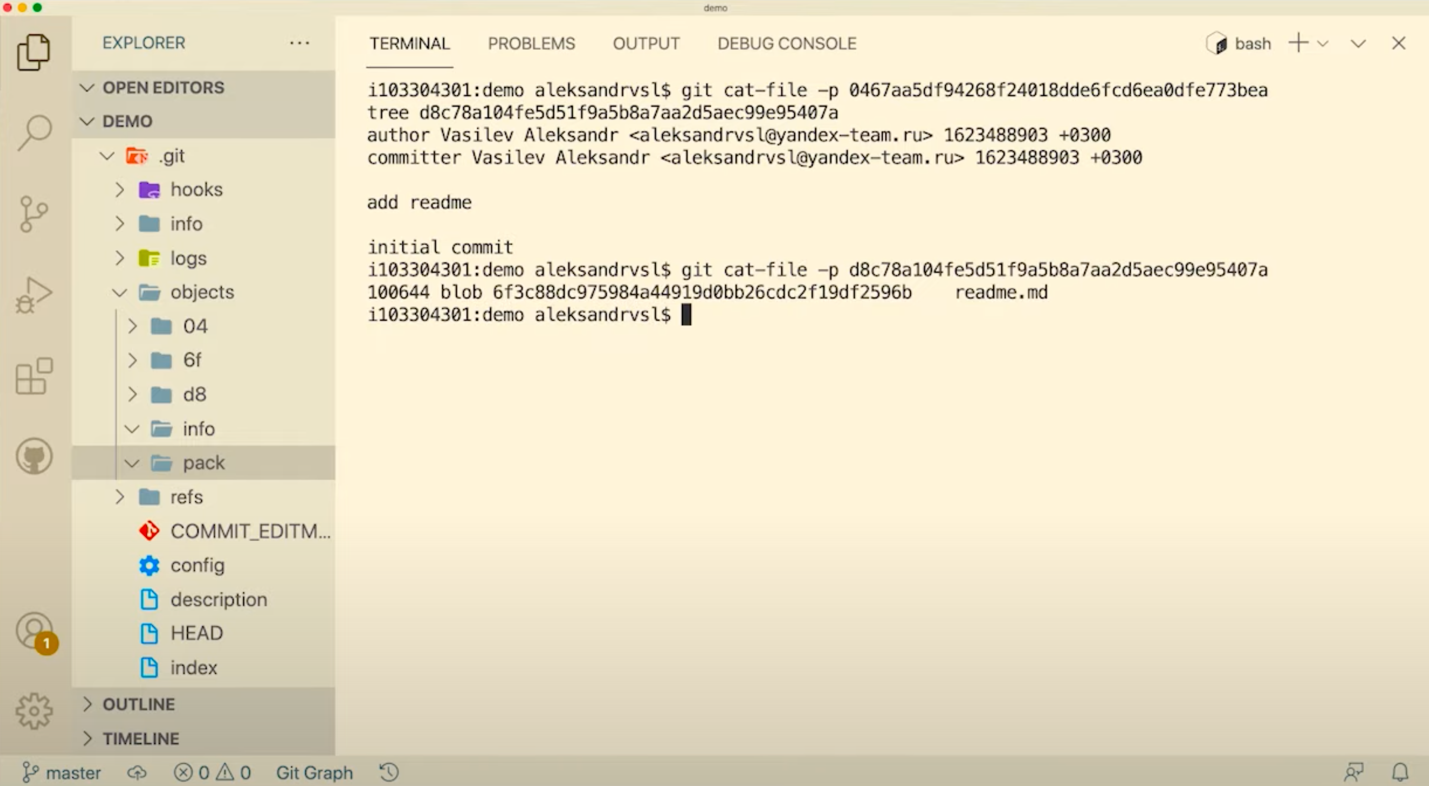 demo
EXPLORER
OPEN EDITORS
DEMO
.git
hooks
info
logs
objects
04
6f
d8
info
pack
refs
COMMIT_EDITM...
config
description
HEAD
index
OUTLINE
TIMELINE
1
TERMINAL PROBLEMS OUTPUT DEBUG CONSOLE bash
i103304301:demo aleksandrvsl$ git cat-file -p 0467aa5df94268f24018dde6fcd6ea0dfe773bea
tree d8c78a104fe5d51f9a5b8a7aa2d5aec99e95407a
author Vasilev Aleksandr <aleksandrvsl@yandex-team.ru> 1623488903 +0300
committer Vasilev Aleksandr <aleksandrvsl@yandex-team.ru> 1623488903 +0300
add readme
initial commit
i103304301:demo aleksandrvsl$ git cat-file -p d8c78a104fe5d51f9a5b8a7aa2d5aec99e95407a
100644 blob 6f3c88dc975984a44919d0bb26cdc2f19df2596b    readme.md
i103304301:demo aleksandrvsl$
master 0 0 Git Graph